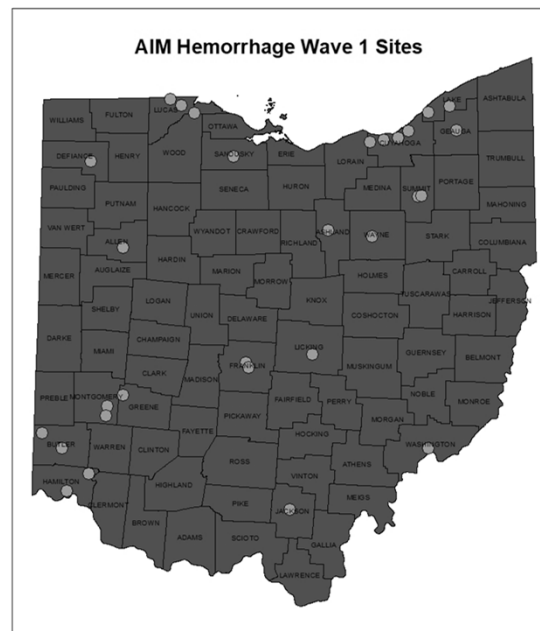 AIM Hemorrhage Wave 1 Sites
WILLIAMS
FULTON
LUCAS
OTTAWA
LAKE
ASHTABULA
GEAUGA
CUYAHOGA
DEFIANCE
HENRY
WOOD
SANDUSKY
ERIE
LORAIN
TRUMBULL
PAULDING
PUTNAM
HANCOCK
SENECA
HURON
MEDINA
SUMMIT
PORTAGE
MAHONING
VAN WERT
ALLEN
WYANDOT
CRAWFORD
RICHLAND
ASHLAND
WAYNE
STARK
COLUMBIANA
MERCER
AUGLAIZE
HARDIN
MARION
MORROW
HOLMES
CARROLL
TUSCARAWAS
JEFFERSON
SHELBY
LOGAN
UNION
DELAWARE
KNOX
COSHOCTON
HARRISON
DARKE
MIAMI
CHAMPAIGN
CLARK
MADISON
FRANKLIN
LICKING
MUSKINGUM
GUERNSEY
BELMONT
PREBLE
MONTGOMERY
GREENE
FAYETTE
PICKAWAY
FAIRFIELD
PERRY
MORGAN
NOBLE
MONROE
BUTLER
WARREN
CLINTON
ROSS
HOCKING
ATHENS
WASHINGTON
HAMILTON
CLERMONT
HIGHLAND
PIKE
VINTON
JACKSON
MEIGS
BROWN
ADAMS
SCIOTO
GALLIA
LAWRENCE